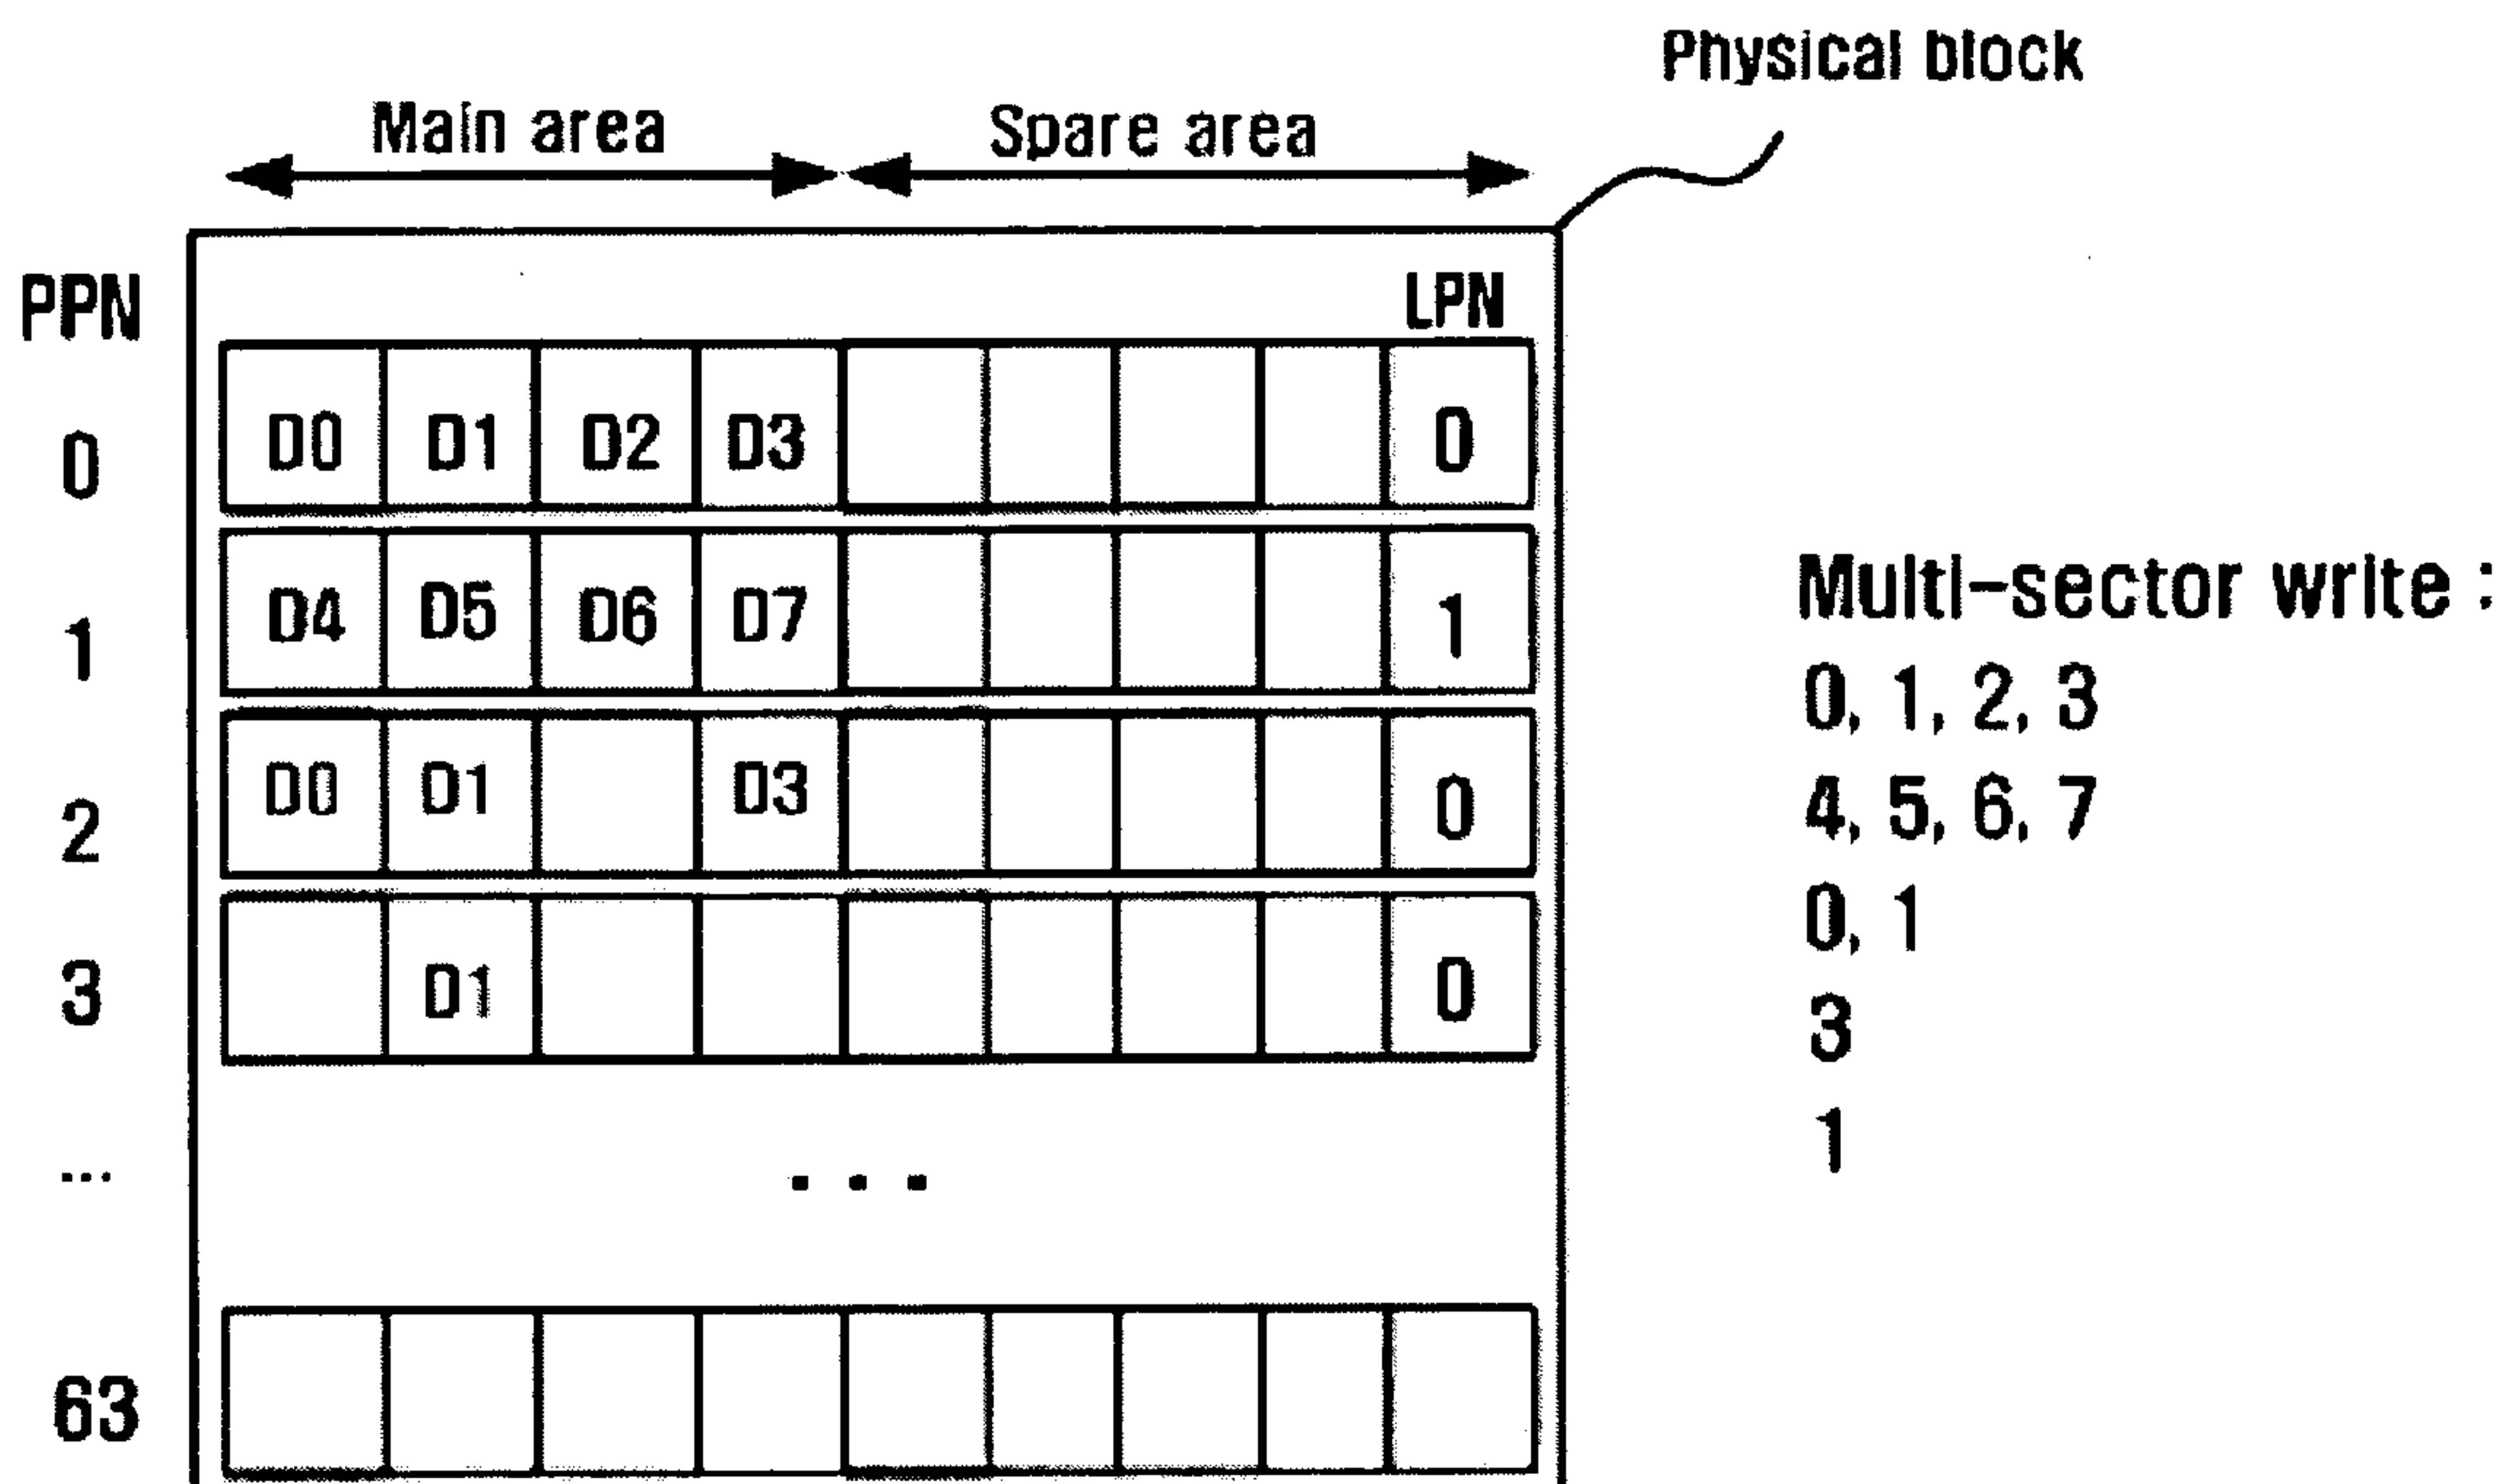 Physical block
Main area Spare area
PPN LPN
0 D0 D1 D2 D3 0
1 D4 D5 D6 D7 1
2 D0 D1 D3 0
3 D1 0
... ...
63
Multi-sector write :
0, 1, 2, 3
4, 5, 6, 7
0, 1
3
1